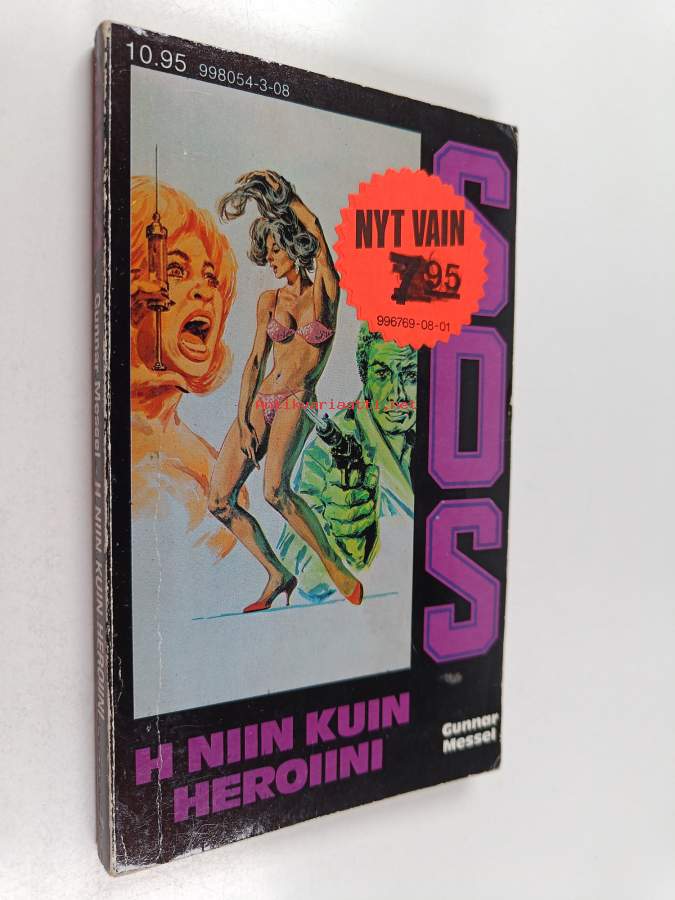 10.95 998054-3-08
SOS
NYT VAIN
7.95
996769-08-01
Antikvariaatti.net
H NIIN KUIN
HEROIINI
Gunnar
Messel
Gunnar Messel – H NIIN KUIN HEROIINI